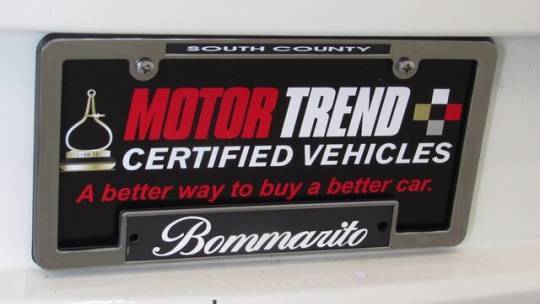 SOUTH COUNTY
MOTOR TREND
CERTIFIED VEHICLES
A better way to buy a better car.
Bommarito